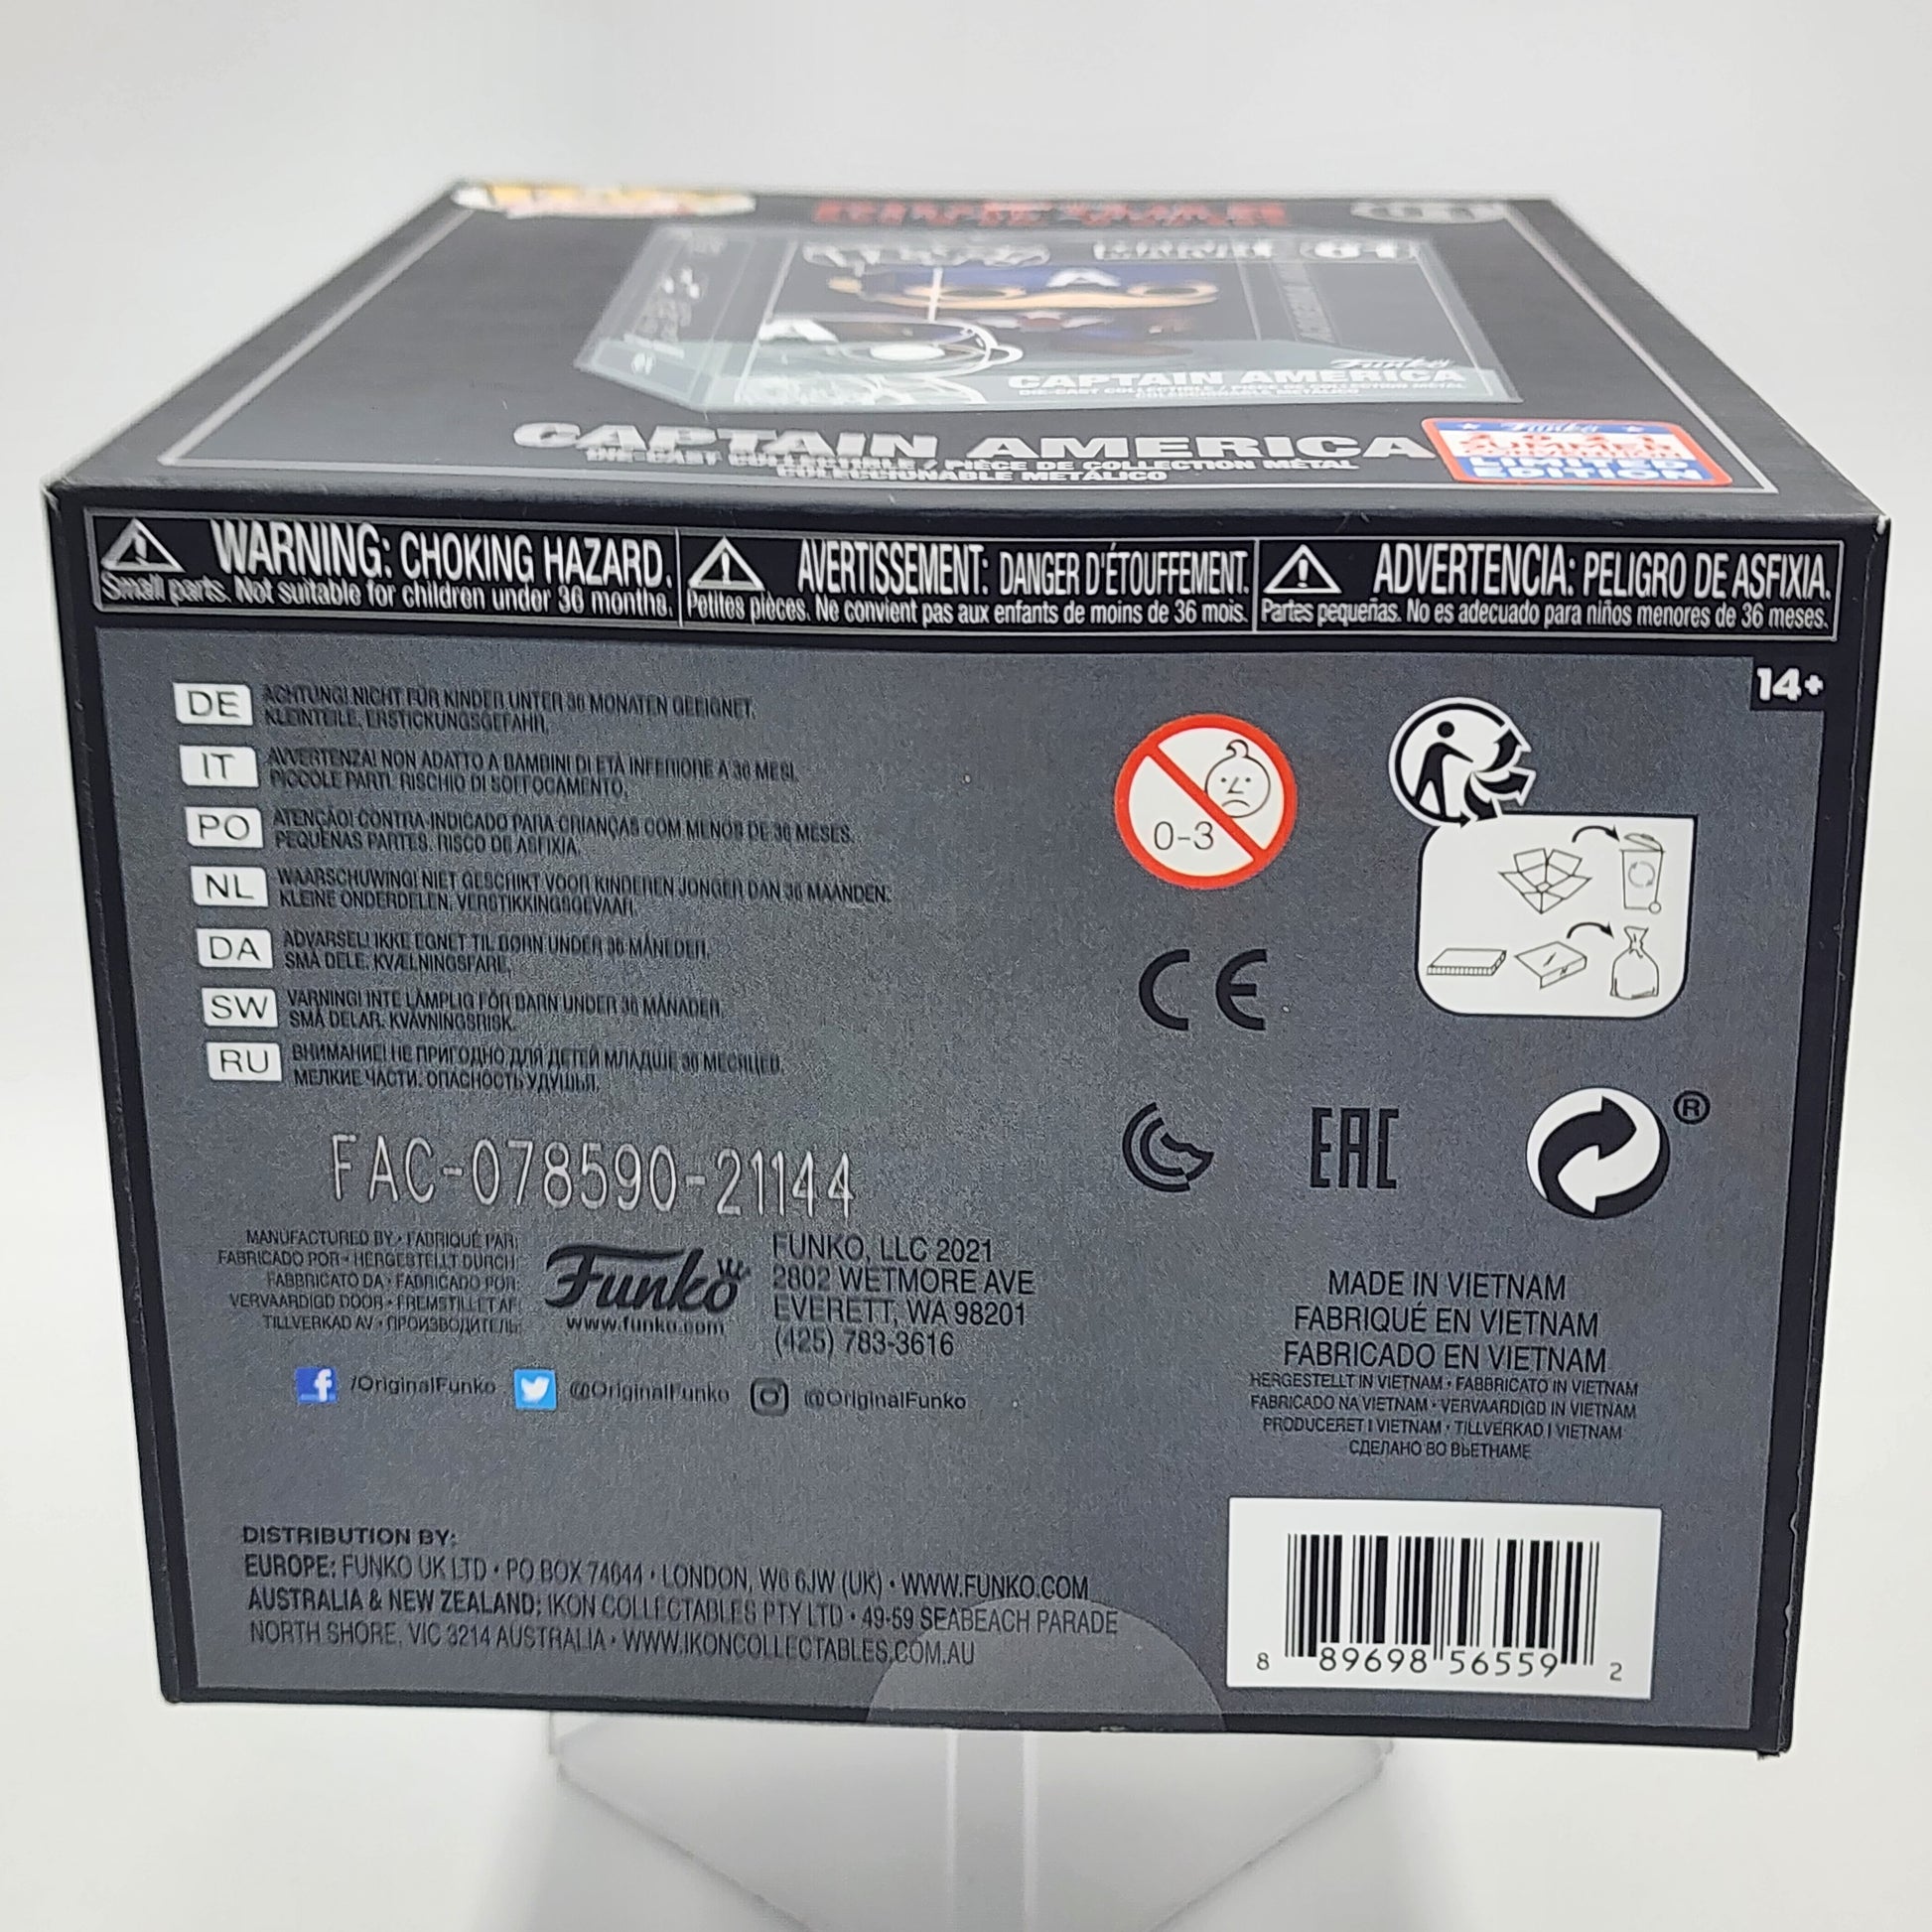 CAPTAIN AMERICA
CAPTAIN AMERICA
DIE-CAST COLLECTIBLE / PIÈCE DE COLLECTION MÉTAL
COLECCIONABLE METÁLICO
Funko
LIMITED
EDITION
WARNING: CHOKING HAZARD.
Small parts. Not suitable for children under 36 months.
AVERTISSEMENT: DANGER D'ÉTOUFFEMENT.
Petites pièces. Ne convient pas aux enfants de moins de 36 mois.
ADVERTENCIA: PELIGRO DE ASFIXIA.
Partes pequeñas. No es adecuado para niños menores de 36 meses.
14+
DE ACHTUNG! NICHT FÜR KINDER UNTER 36 MONATEN GEEIGNET.
KLEINTEILE, ERSTICKUNGSGEFAHR.
IT AVVERTENZA! NON ADATTO A BAMBINI DI ETÀ INFERIORE A 36 MESI.
PICCOLE PARTI. RISCHIO DI SOFFOCAMENTO.
PO ATENÇÃO! CONTRA-INDICADO PARA CRIANÇAS COM MENOS DE 36 MESES.
PEQUENAS PARTES. RISCO DE ASFIXIA.
NL WAARSCHUWING! NIET GESCHIKT VOOR KINDEREN JONGER DAN 36 MAANDEN.
KLEINE ONDERDELEN, VERSTIKKINGSGEVAAR.
DA ADVARSEL! IKKE EGNET TIL BØRN UNDER 36 MÅNEDER.
SMÅ DELE. KVÆLNINGSFARE.
SW VARNING! INTE LÄMPLIG FÖR BARN UNDER 36 MÅNADER.
SMÅ DELAR. KVÄVNINGSRISK.
RU ВНИМАНИЕ! НЕ ПРИГОДНО ДЛЯ ДЕТЕЙ МЛАДШЕ 36 МЕСЯЦЕВ.
МЕЛКИЕ ЧАСТИ. ОПАСНОСТЬ УДУШЬЯ.
0-3
CE
EAC
®
FAC-078590-21144
MANUFACTURED BY • FABRIQUÉ PAR:
FABRICADO POR • HERGESTELLT DURCH:
FABBRICATO DA • FABRICADO POR:
VERVAARDIGD DOOR • FREMSTILLET AF:
TILLVERKAD AV • ПРОИЗВОДИТЕЛЬ:
Funko
www.funko.com
FUNKO, LLC 2021
2802 WETMORE AVE
EVERETT, WA 98201
(425) 783-3616
/OriginalFunko @OriginalFunko @OriginalFunko
MADE IN VIETNAM
FABRIQUÉ EN VIETNAM
FABRICADO EN VIETNAM
HERGESTELLT IN VIETNAM • FABBRICATO IN VIETNAM
FABRICADO NA VIETNAM • VERVAARDIGD IN VIETNAM
PRODUCERET I VIETNAM • TILLVERKAD I VIETNAM
СДЕЛАНО ВО ВЬЕТНАМЕ
DISTRIBUTION BY:
EUROPE: FUNKO UK LTD • PO BOX 74644 • LONDON, W6 6JW (UK) • WWW.FUNKO.COM
AUSTRALIA & NEW ZEALAND: IKON COLLECTABLES PTY LTD • 49-59 SEABEACH PARADE
NORTH SHORE, VIC 3214 AUSTRALIA • WWW.IKONCOLLECTABLES.COM.AU
8 89698 56559 2